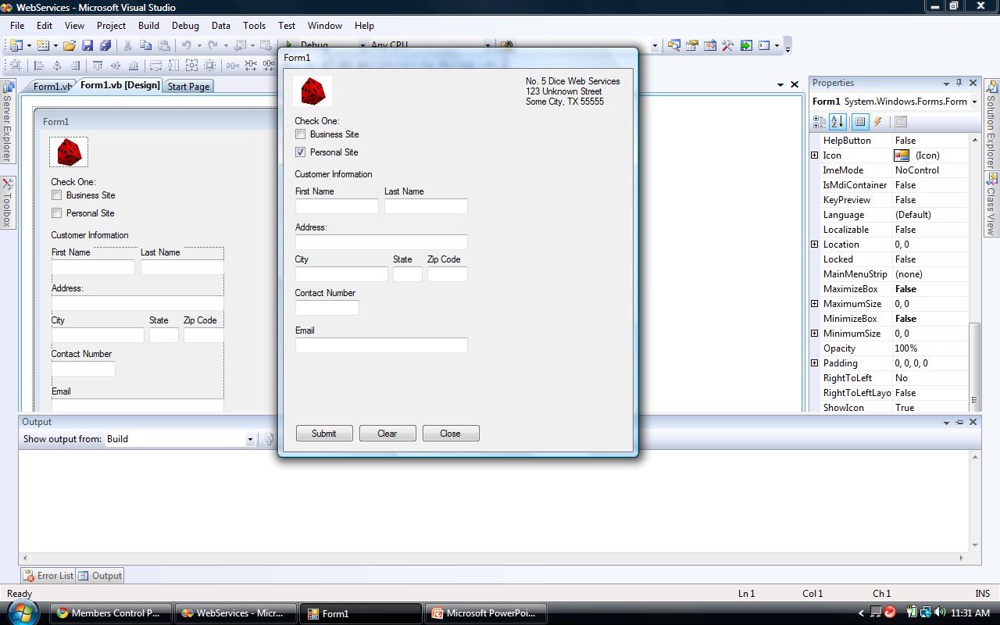 WebServices - Microsoft Visual Studio
File Edit View Project Build Debug Data Tools Test Window Help
Debug Any CPU
Form1.vb Form1.vb [Design] Start Page
Server Explorer
Toolbox
Form1
Check One:
Business Site
Personal Site
Customer Information
First Name Last Name
Address:
City State Zip Code
Contact Number
Email
Form1
No. 5 Dice Web Services
123 Unknown Street
Some City, TX 55555
Check One:
Business Site
Personal Site
Customer Information
First Name Last Name
Address:
City State Zip Code
Contact Number
Email
Submit Clear Close
Properties
Form1 System.Windows.Forms.Form
HelpButton False
Icon (Icon)
ImeMode NoControl
IsMdiContainer False
KeyPreview False
Language (Default)
Localizable False
Location 0, 0
Locked False
MainMenuStrip (none)
MaximizeBox False
MaximumSize 0, 0
MinimizeBox False
MinimumSize 0, 0
Opacity 100%
Padding 0, 0, 0, 0
RightToLeft No
RightToLeftLayo False
ShowIcon True
Solution Explorer
Class View
Output
Show output from: Build
Error List Output
Ready Ln 1 Col 1 Ch 1 INS
Members Control P... WebServices - Micr... Form1 Microsoft PowerPoi... 11:31 AM